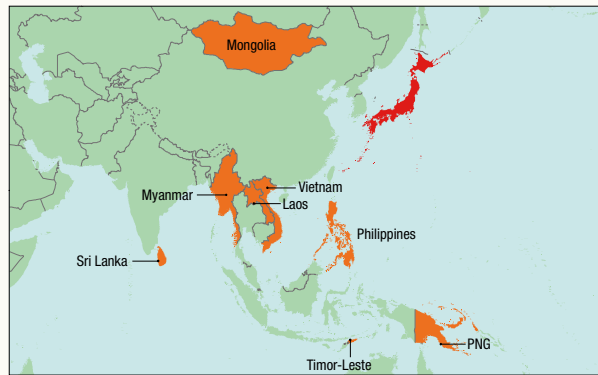 Mongolia
Vietnam
Myanmar
Laos
Philippines
Sri Lanka
PNG
Timor-Leste